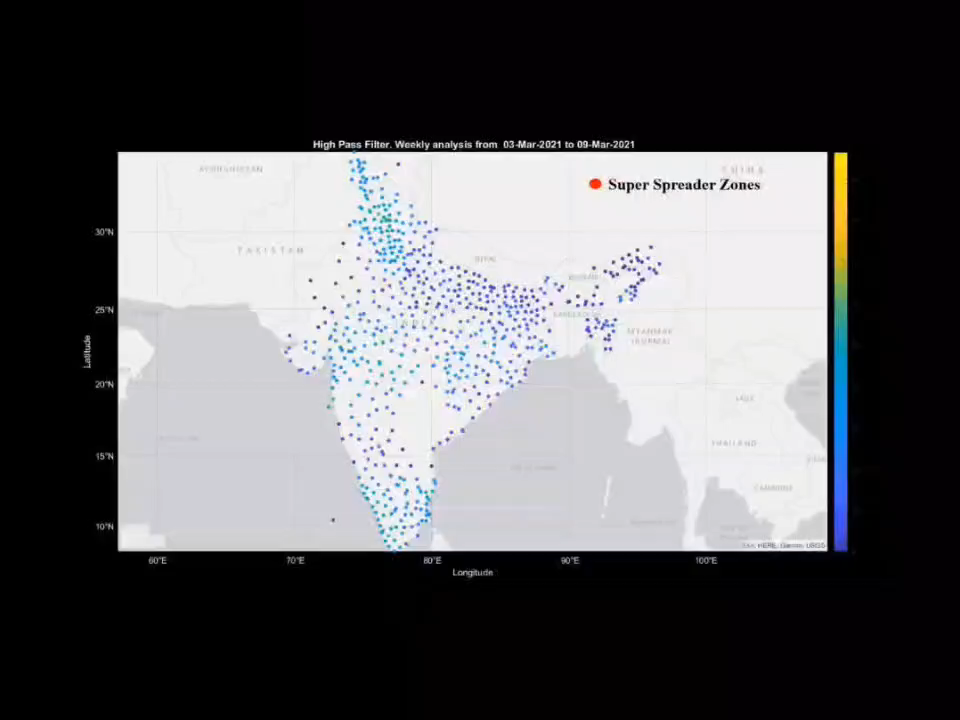 High Pass Filter. Weekly analysis from 03-Mar-2021 to 09-Mar-2021
AFGHANISTAN
CHINA
Super Spreader Zones
30°N
PAKISTAN
NEPAL
25°N
INDIA
BANGLADESH
MYANMAR
(BURMA)
Latitude
20°N
LAOS
15°N
THAILAND
CAMBODIA
10°N
Esri, HERE, Garmin, USGS
60°E
70°E
80°E
90°E
100°E
Longitude